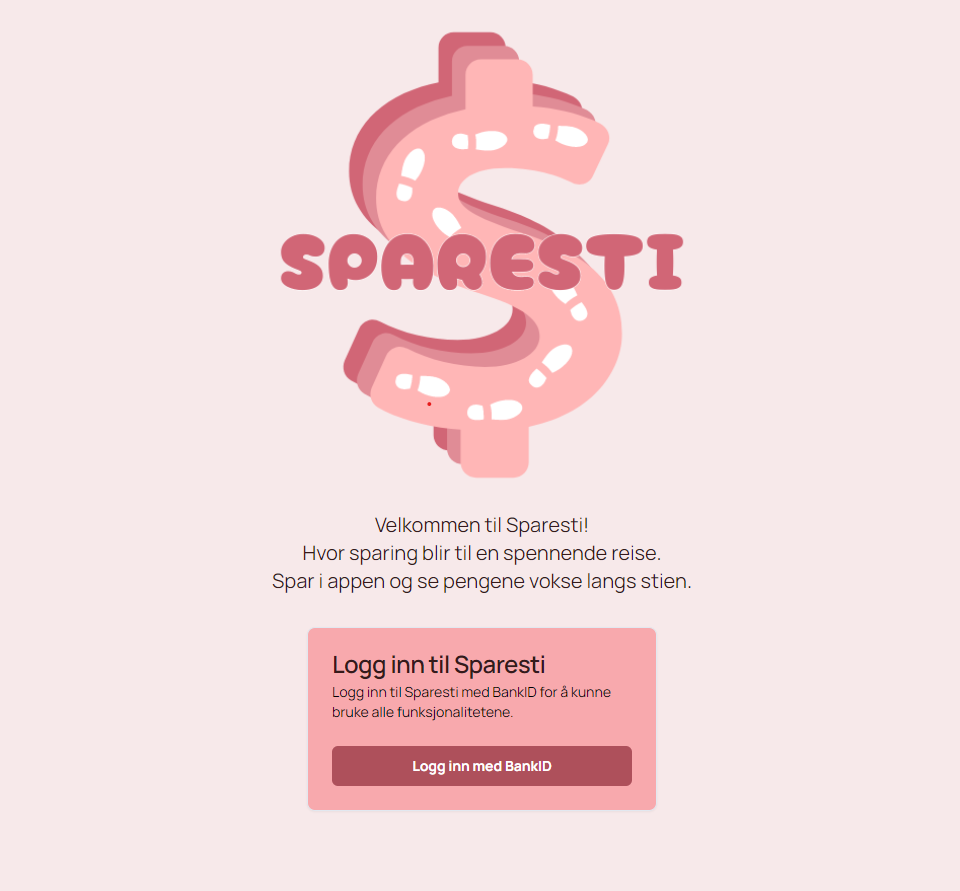 SPARESTI
Velkommen til Sparesti!
Hvor sparing blir til en spennende reise.
Spar i appen og se pengene vokse langs stien.
Logg inn til Sparesti
Logg inn til Sparesti med BankID for å kunne
bruke alle funksjonalitetene.
Logg inn med BankID